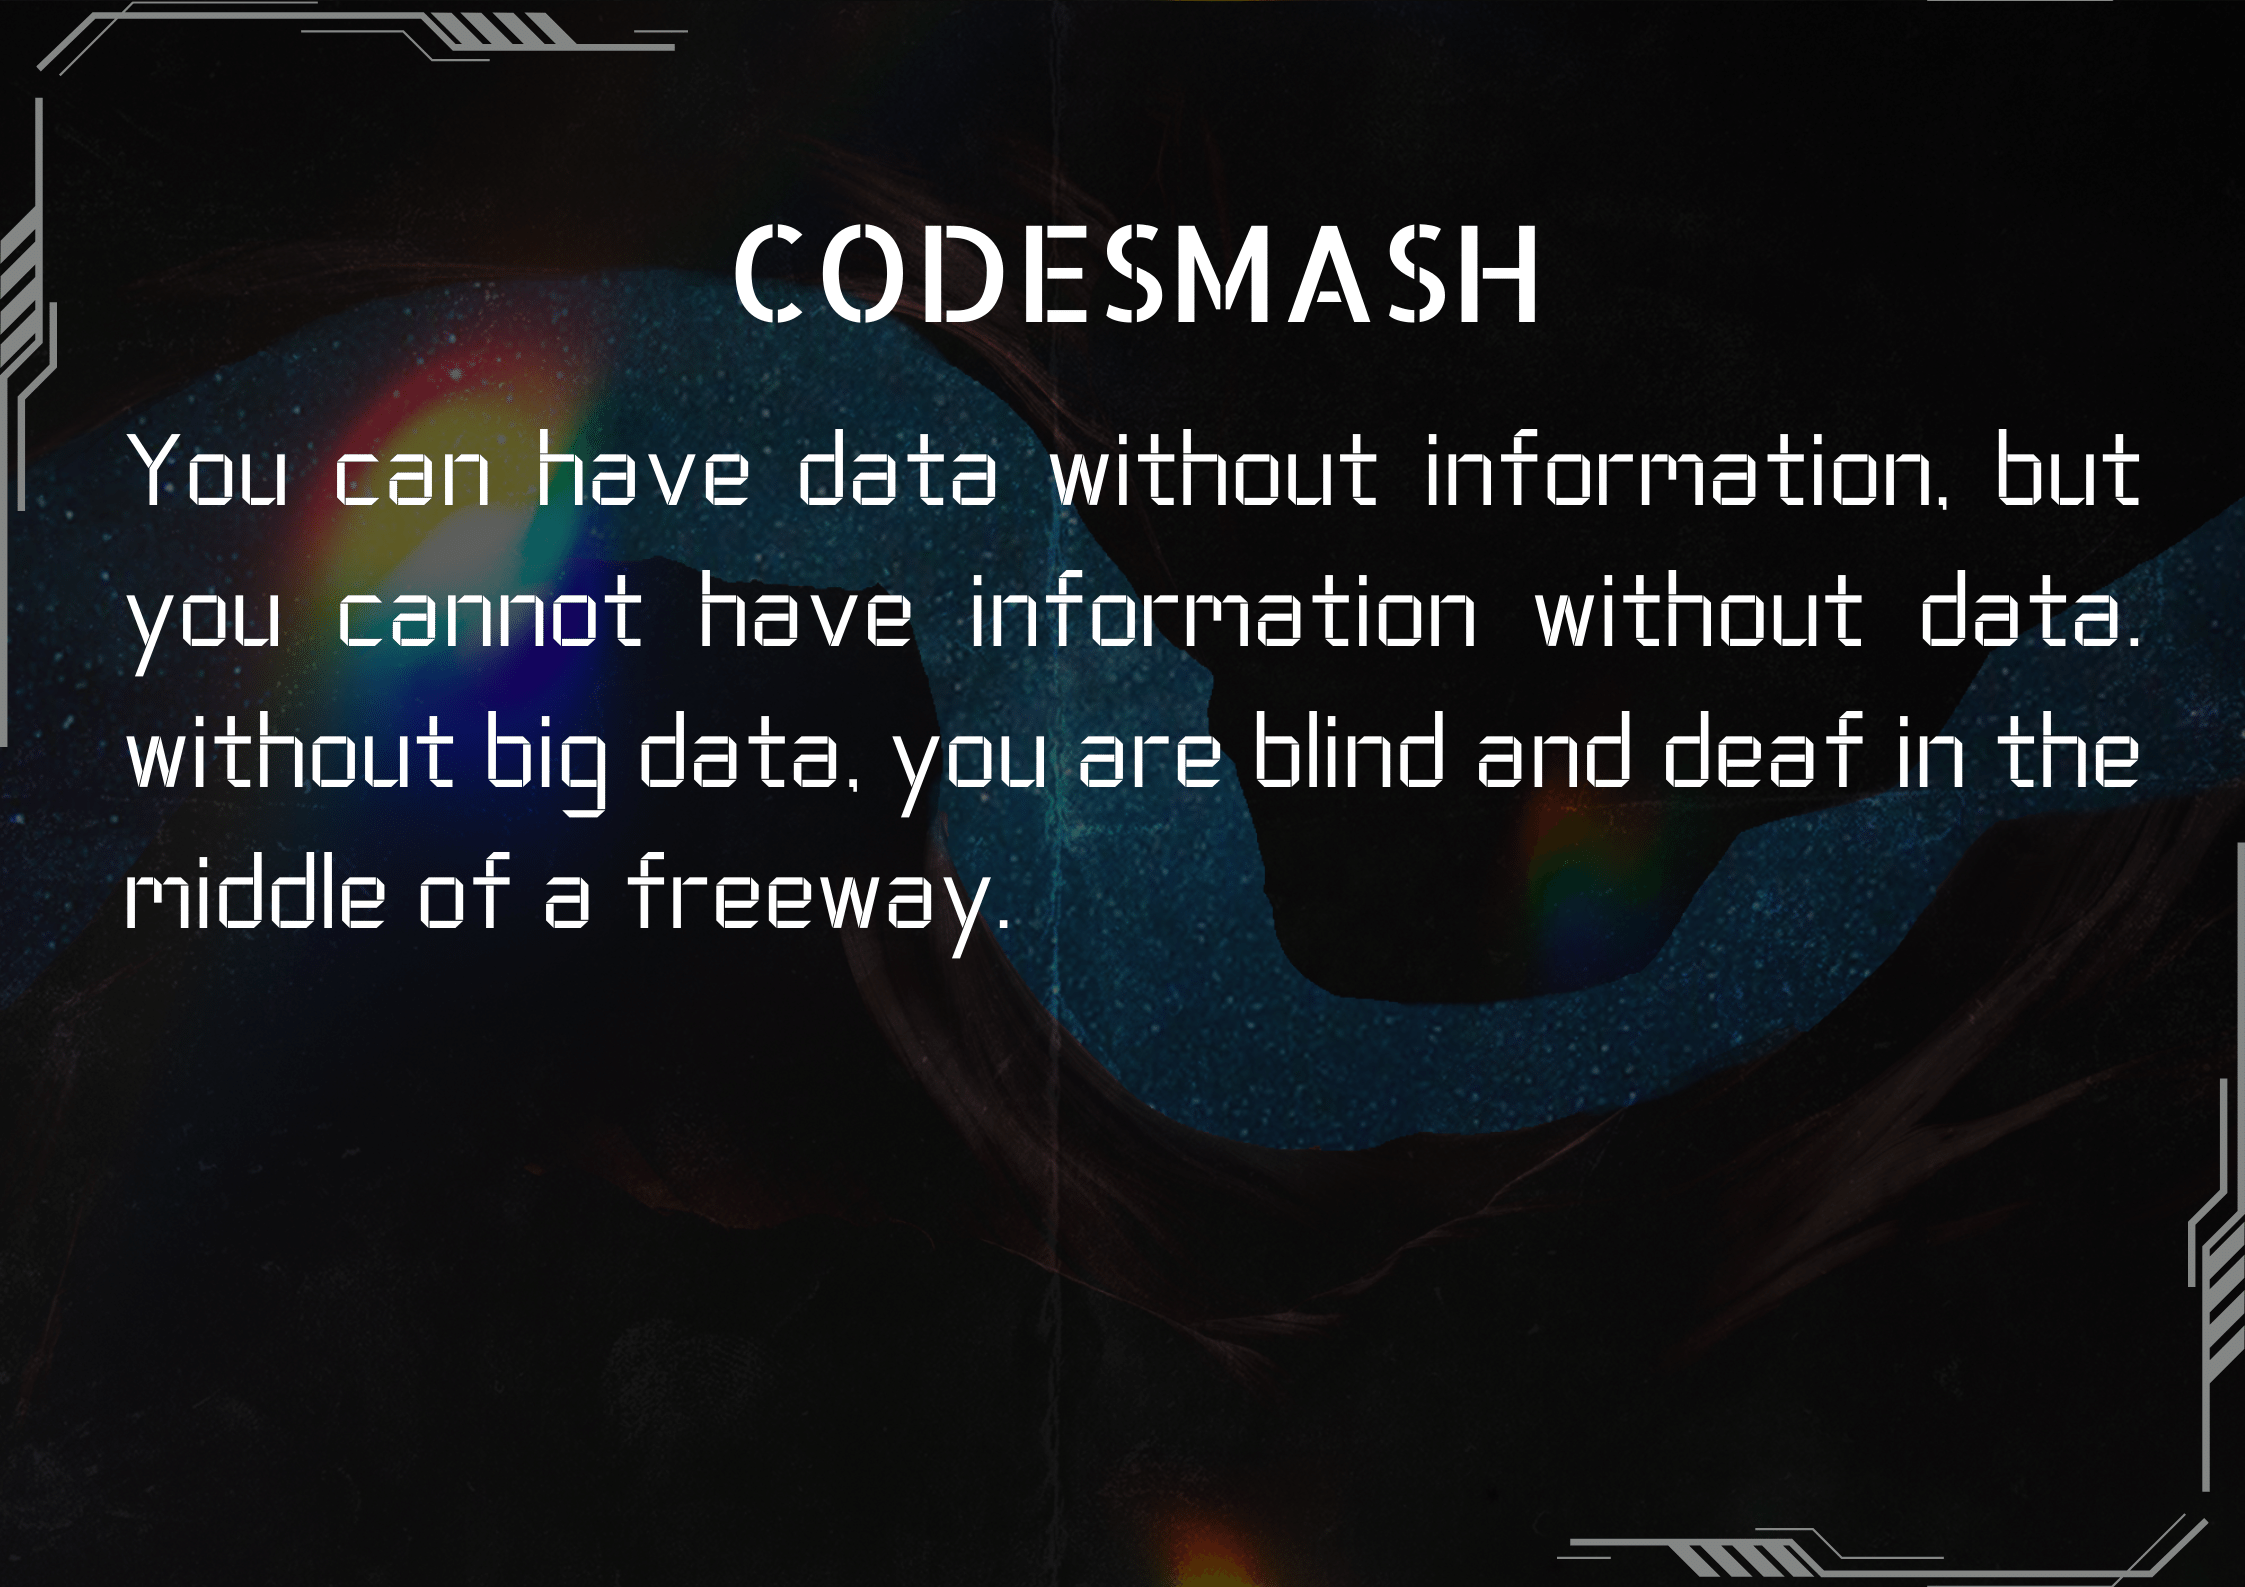 CODESMASH
You can have data without information, but
you cannot have information without data.
without big data, you are blind and deaf in the
middle of a freeway.